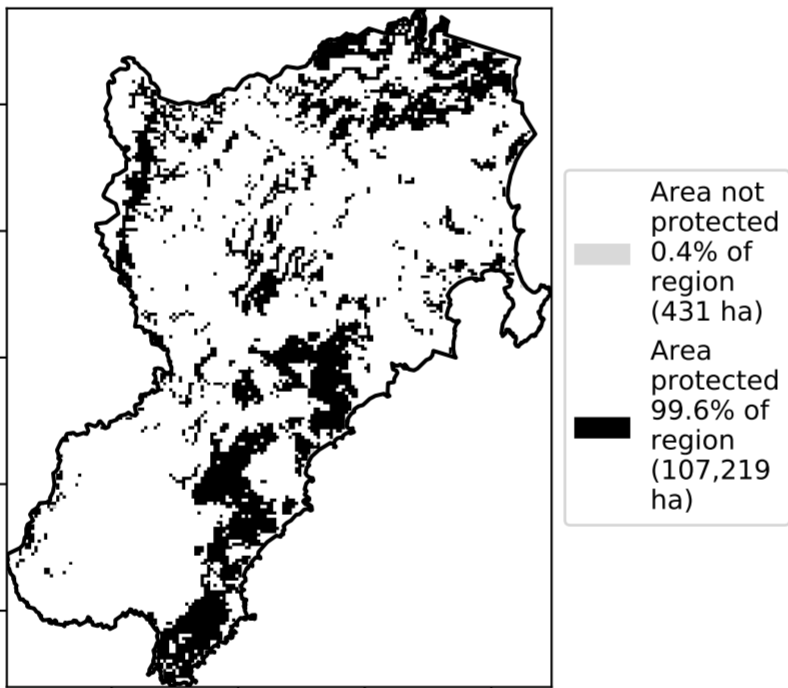 Area not
protected
0.4% of
region
(431 ha)
Area
protected
99.6% of
region
(107,219
ha)